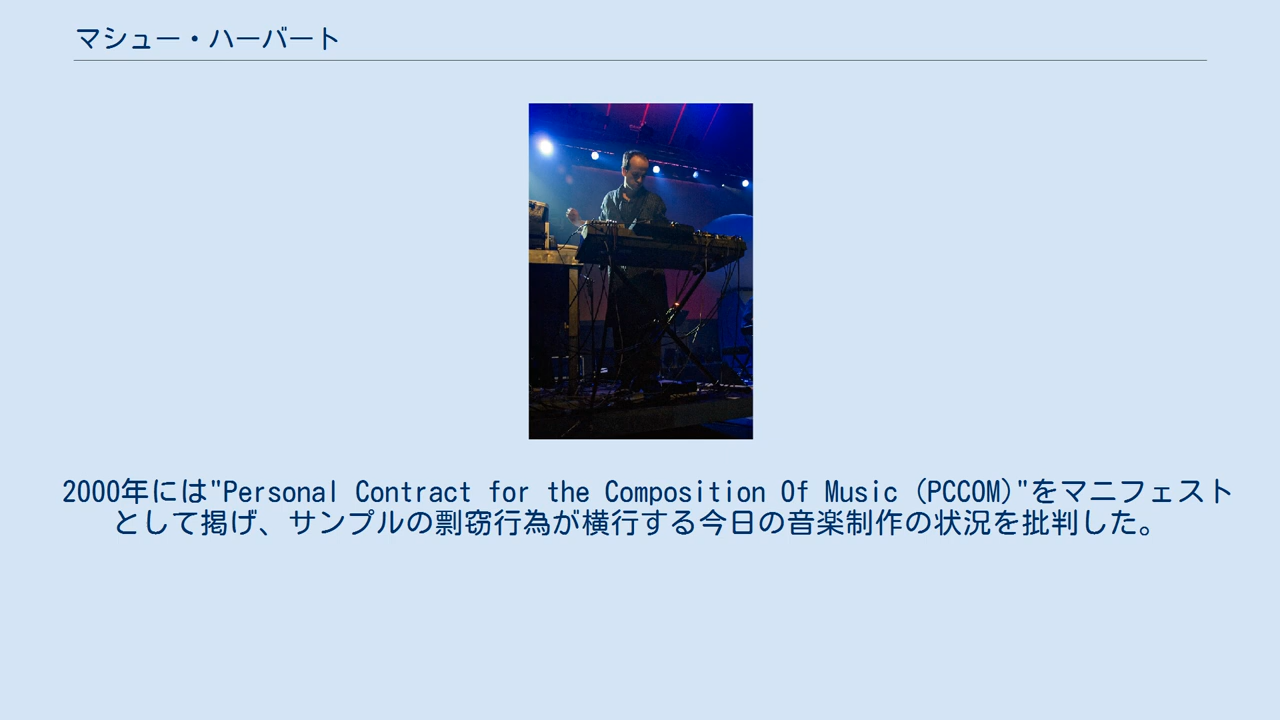 マシュー・ハーバート
2000年には"Personal Contract for the Composition Of Music (PCCOM)"をマニフェスト
として掲げ、サンプルの剽窃行為が横行する今日の音楽制作の状況を批判した。